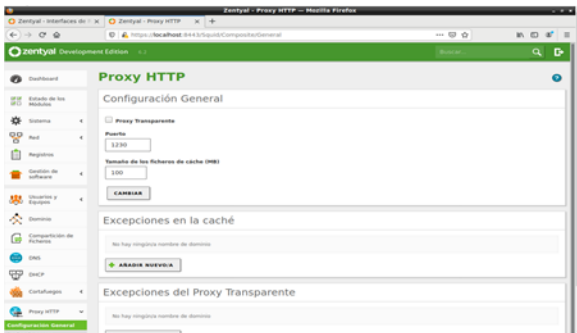 Zentyal - Proxy HTTP — Mozilla Firefox
Zentyal - Interfaces de
Zentyal - Proxy HTTP
https://localhost:8443/Squid/Composite/General
zentyal Development Edition
Buscar...
Dashboard
Estado de los
Módulos
Sistema
Red
Registros
Gestión de
software
Usuarios y
Equipos
Dominio
Compartición de
Ficheros
DNS
DHCP
Cortafuegos
Proxy HTTP
Configuración General
Proxy HTTP
Configuración General
Proxy Transparente
Puerto
1230
Tamaño de los ficheros de cáche (MB)
100
CAMBIAR
Excepciones en la caché
No hay ningún/a nombre de dominio
AÑADIR NUEVO/A
Excepciones del Proxy Transparente
No hay ningún/a nombre de dominio